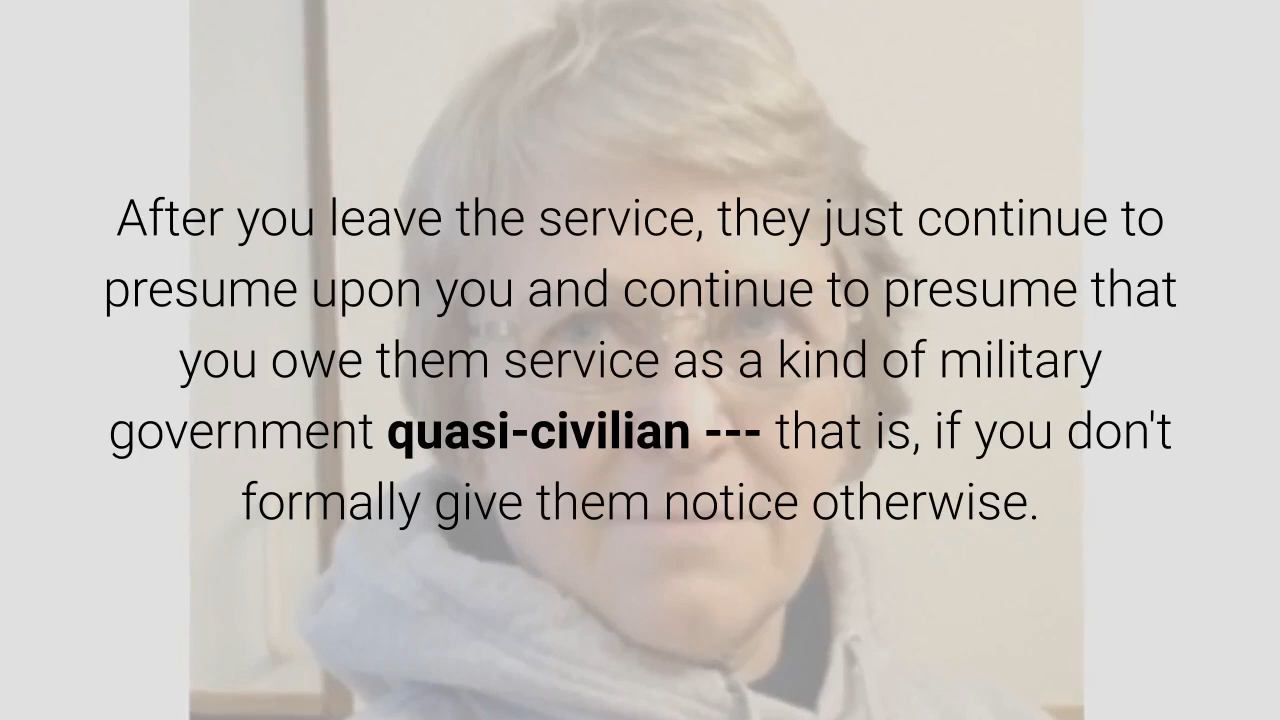 After you leave the service, they just continue to
presume upon you and continue to presume that
you owe them service as a kind of military
government quasi-civilian --- that is, if you don't
formally give them notice otherwise.